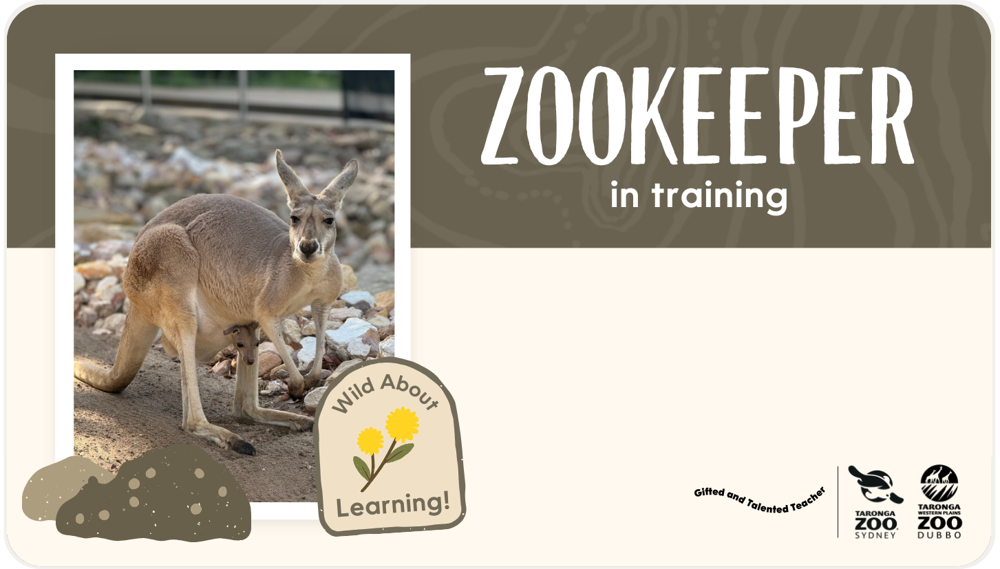 ZOOKEEPER
in training
Wild About
Learning!
Gifted and Talented Teacher
TARONGA
ZOO
SYDNEY
TARONGA
WESTERN PLAINS
ZOO
DUBBO